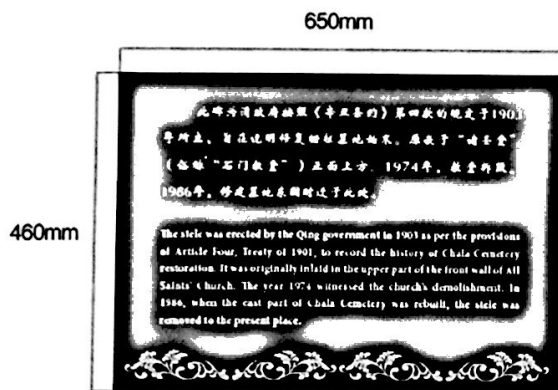 650mm
460mm
此碑为清政府按照《辛丑条约》第四款的规定于1903
年所立，旨在说明修复栅栏墓地始末。原嵌于“诸圣堂”
（俗称“石门教堂”）正面上方。1974年，教堂拆毁。
1986年，修建墓地东园时迁于此处。
The stele was erected by the Qing government in 1903 as per the provisions
of Article Four, Treaty of 1901, to record the history of Chala Cemetery
restoration. It was originally inlaid in the upper part of the front wall of All
Saints' Church. The year 1974 witnessed the church's demolishment. In
1986, when the east part of Chala Cemetery was rebuilt, the stele was
removed to the present place.